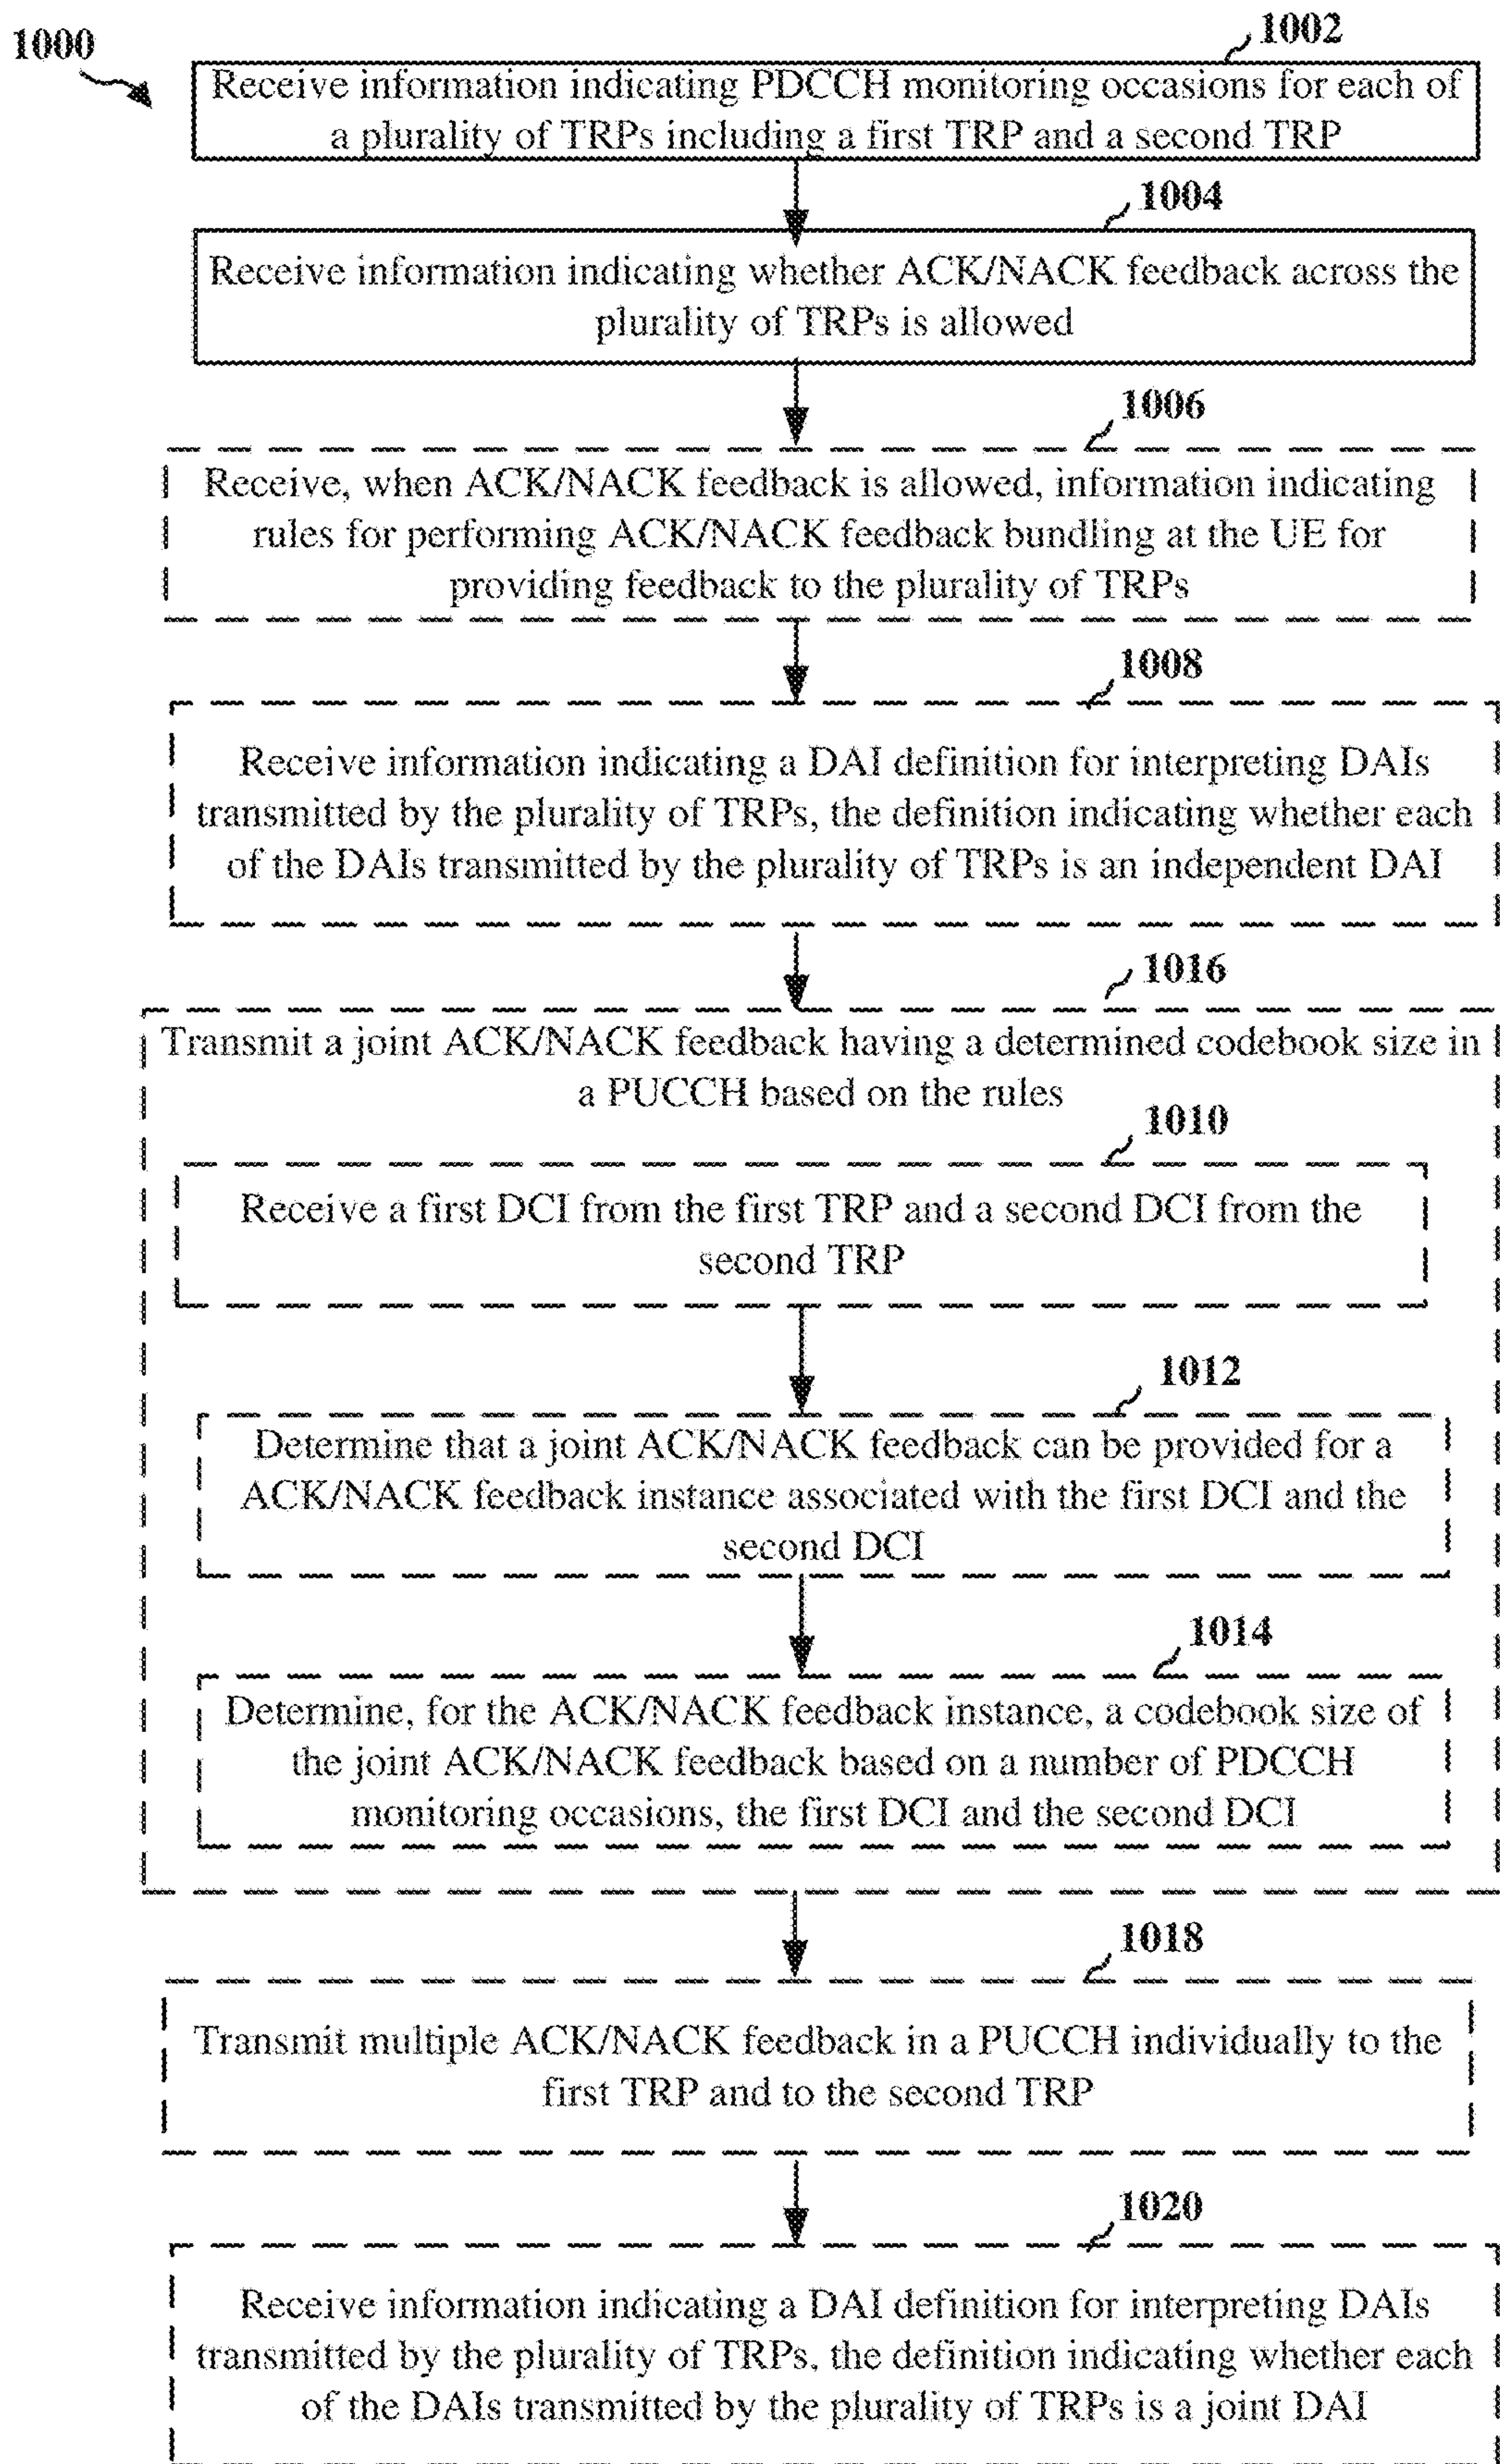 1000
1002
Receive information indicating PDCCH monitoring occasions for each of
a plurality of TRPs including a first TRP and a second TRP
1004
Receive information indicating whether ACK/NACK feedback across the
plurality of TRPs is allowed
1006
Receive, when ACK/NACK feedback is allowed, information indicating
rules for performing ACK/NACK feedback bundling at the UE for
providing feedback to the plurality of TRPs
1008
Receive information indicating a DAI definition for interpreting DAIs
transmitted by the plurality of TRPs, the definition indicating whether each
of the DAIs transmitted by the plurality of TRPs is an independent DAI
1016
Transmit a joint ACK/NACK feedback having a determined codebook size in
a PUCCH based on the rules
1010
Receive a first DCI from the first TRP and a second DCI from the
second TRP
1012
Determine that a joint ACK/NACK feedback can be provided for a
ACK/NACK feedback instance associated with the first DCI and the
second DCI
1014
Determine, for the ACK/NACK feedback instance, a codebook size of
the joint ACK/NACK feedback based on a number of PDCCH
monitoring occasions, the first DCI and the second DCI
1018
Transmit multiple ACK/NACK feedback in a PUCCH individually to the
first TRP and to the second TRP
1020
Receive information indicating a DAI definition for interpreting DAIs
transmitted by the plurality of TRPs, the definition indicating whether each
of the DAIs transmitted by the plurality of TRPs is a joint DAI